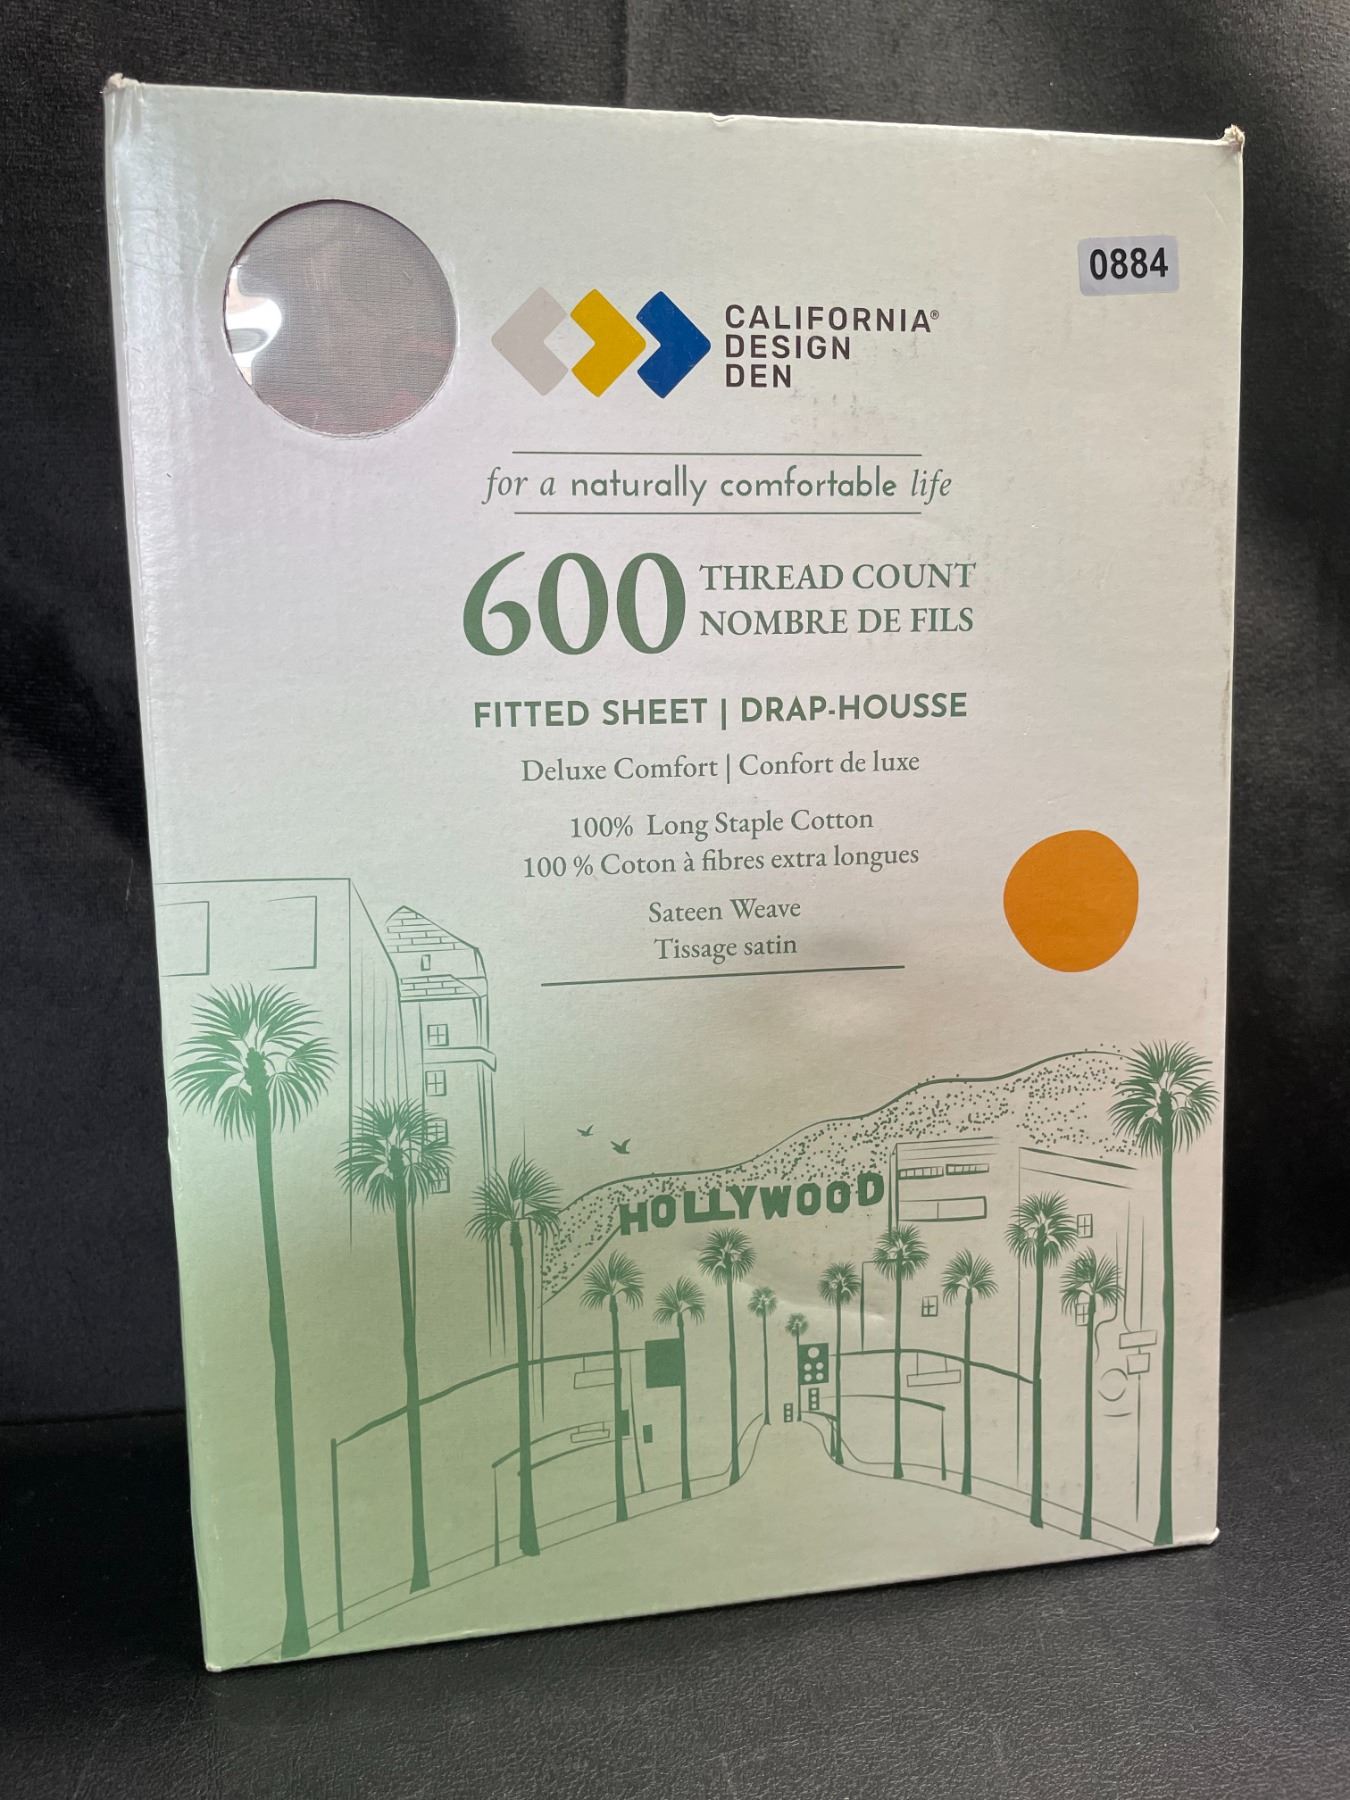 0884
CALIFORNIA®
DESIGN
DEN
for a naturally comfortable life
600
THREAD COUNT
NOMBRE DE FILS
FITTED SHEET | DRAP-HOUSSE
Deluxe Comfort | Confort de luxe
100% Long Staple Cotton
100 % Coton à fibres extra longues
Sateen Weave
Tissage satin
HOLLYWOOD